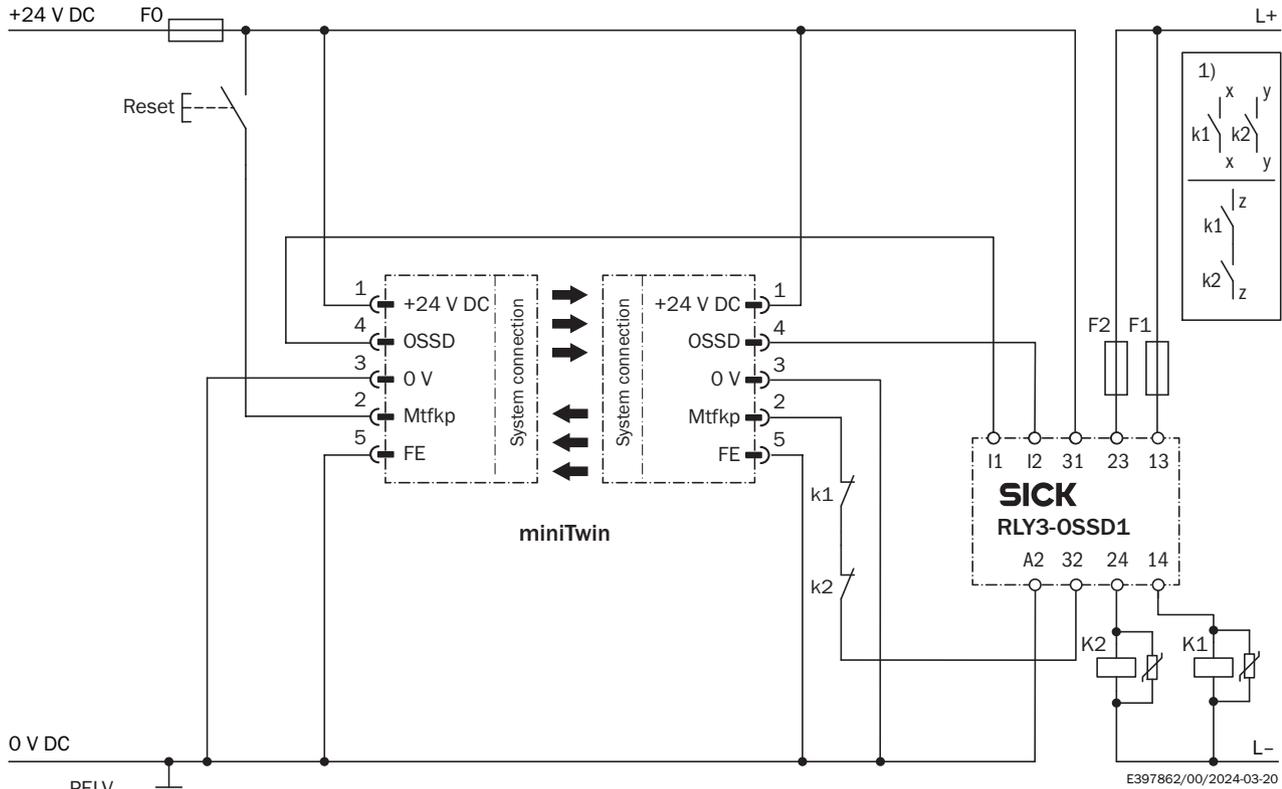 +24 V DC F0 L+
Reset
1)
x y
k1 k2
x y
z
k1
k2
z
1 +24 V DC
4 OSSD
3 0 V
2 Mtfkp
5 FE
System connection
System connection
+24 V DC 1
OSSD 4
0 V 3
Mtfkp 2
FE 5
miniTwin
k1
k2
F2 F1
I1 I2 31 23 13
SICK
RLY3-OSSD1
A2 32 24 14
K2 K1
0 V DC L–
PELV
E397862/00/2024-03-20